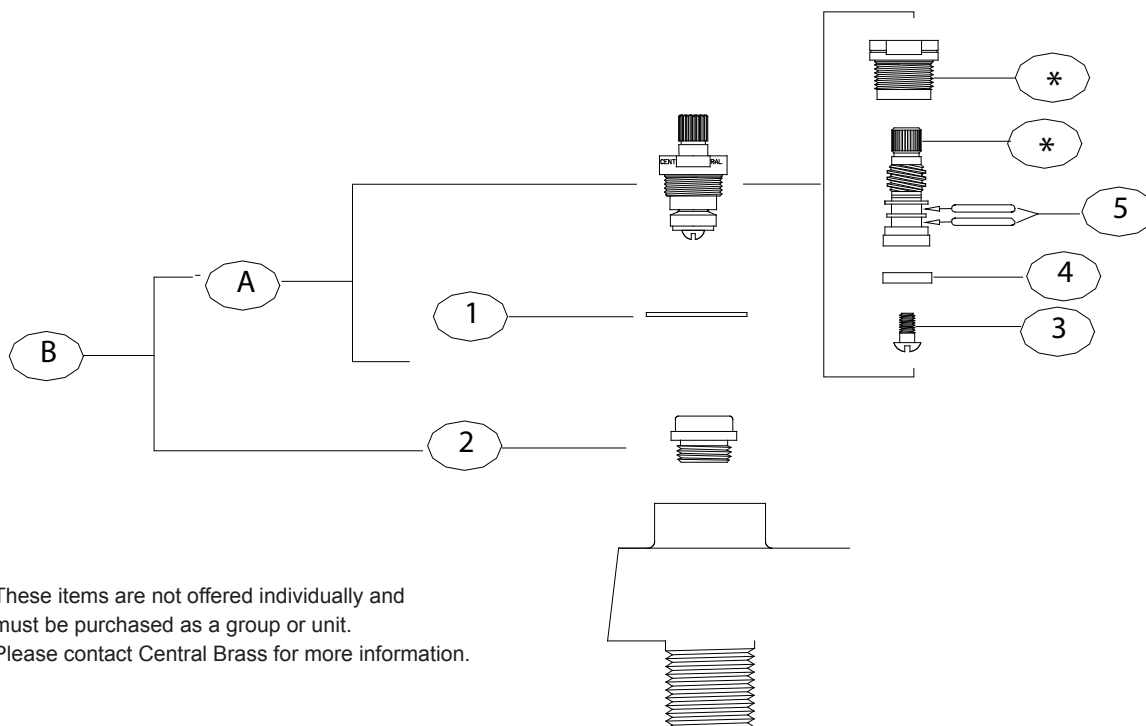 *
*
CENT RAL
5
A
4
1
3
B
2
These items are not offered individually and
must be purchased as a group or unit.
Please contact Central Brass for more information.